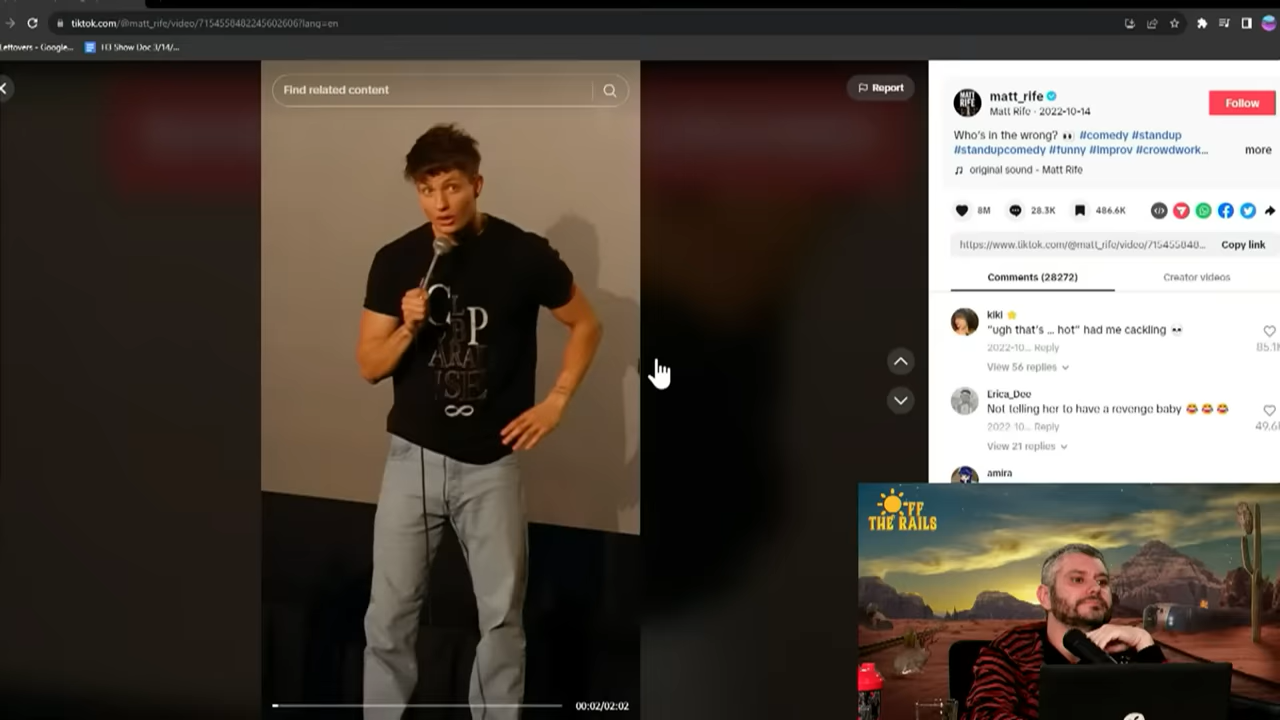 tiktok.com/@matt_rife/video/7154558482245602606?lang=en
Leftovers - Google...
H3 Show Doc 3/14/...
Find related content
Report
matt_rife
Matt Rife · 2022-10-14
Follow
Who's in the wrong? 👀 #comedy #standup
#standupcomedy #funny #improv #crowdwork...
more
♫ original sound - Matt Rife
8M
28.3K
486.6K
https://www.tiktok.com/@matt_rife/video/715455848...
Copy link
Comments (28272)
Creator videos
kiki ⭐
"ugh that's ... hot" had me cackling 💀
2022-10... Reply
View 56 replies
Erica_Dee
Not telling her to have a revenge baby 😂 😂 😂
2022-10... Reply
View 21 replies
amira
OFF
THE RAILS
00:02/02:02